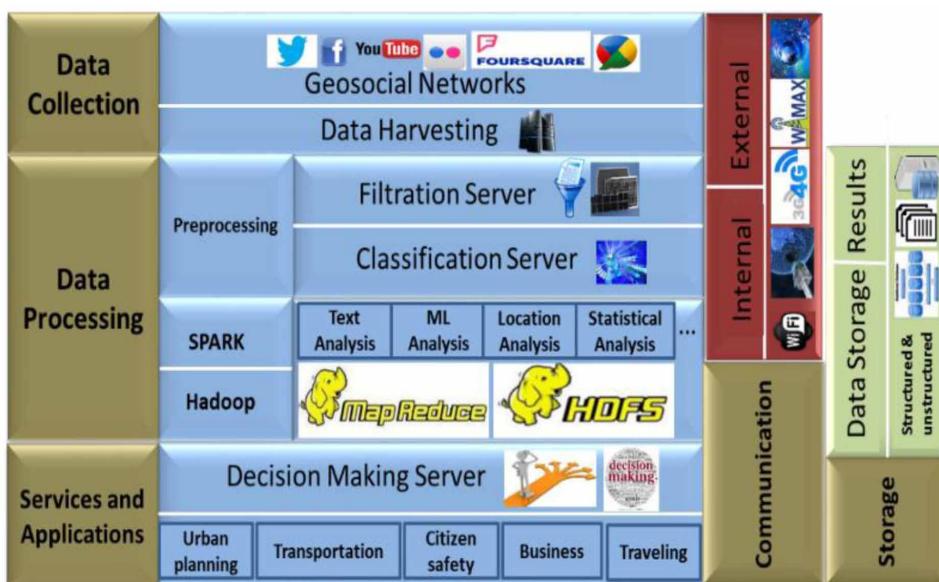 Data
Collection
You Tube
FOURSQUARE
Geosocial Networks
Data Harvesting
Data
Processing
Preprocessing
Filtration Server
Classification Server
SPARK
Text
Analysis
ML
Analysis
Location
Analysis
Statistical
Analysis
...
Hadoop
Map Reduce
HDFS
Services and
Applications
Decision Making Server
decision
making
Urban
planning
Transportation
Citizen
safety
Business
Traveling
External
Internal
WiMAX
3G 4G
WiFi
Communication
Results
Data Storage
Structured &
unstructured
Storage